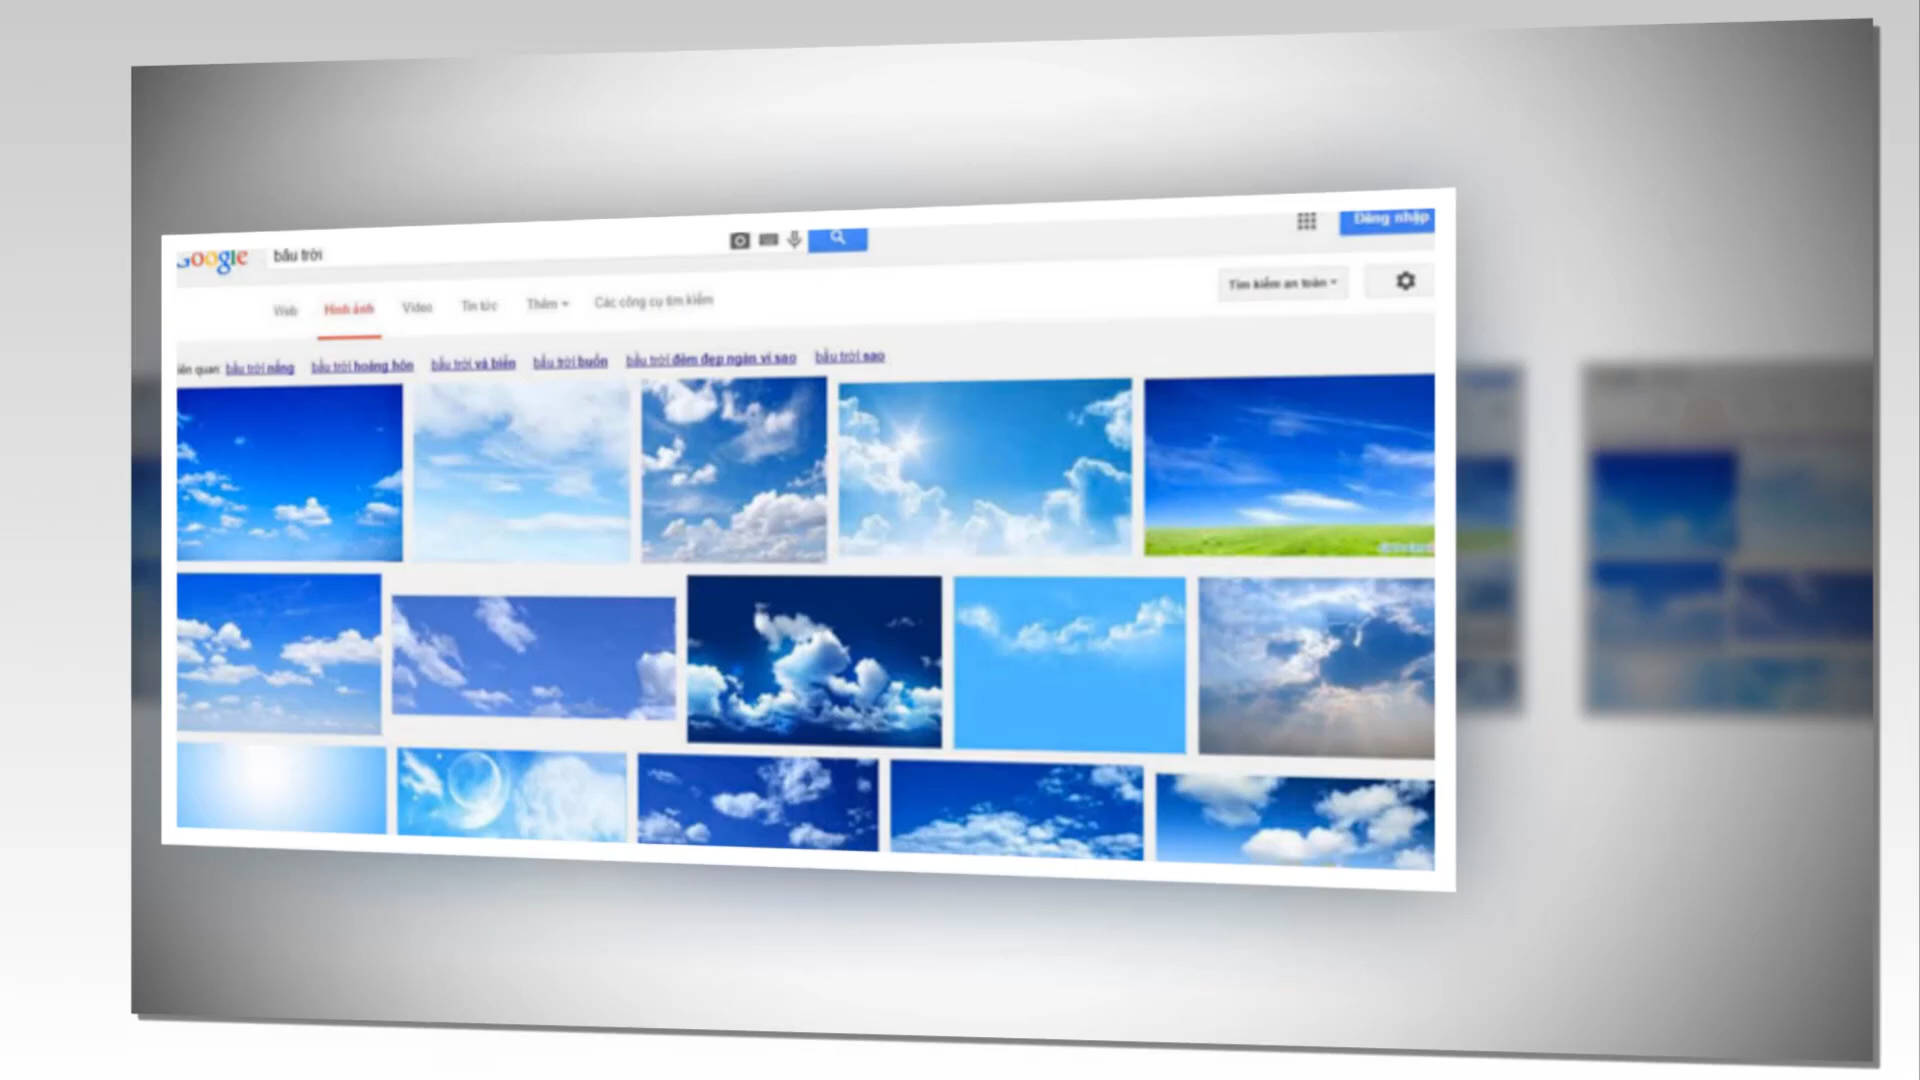 Google bầu trời Đăng nhập
Web Hình ảnh Video Tin tức Thêm Các công cụ tìm kiếm Tìm kiếm an toàn
liên quan: bầu trời nắng bầu trời hoàng hôn bầu trời và biển bầu trời buồn bầu trời đêm đẹp ngàn vì sao bầu trời sao